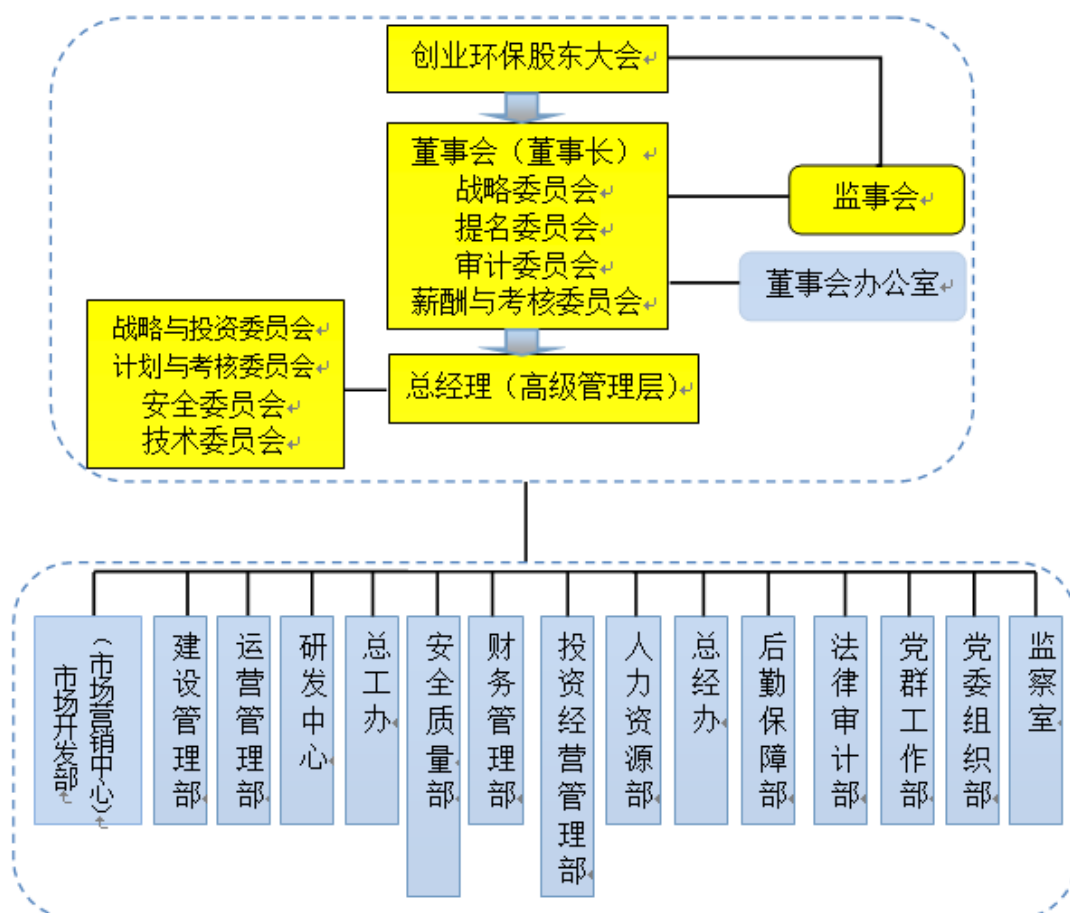 创业环保股东大会
董事会（董事长）
战略委员会
提名委员会
审计委员会
薪酬与考核委员会
监事会
董事会办公室
战略与投资委员会
计划与考核委员会
安全委员会
技术委员会
总经理（高级管理层）
市场开发部
（市场营销中心）
建设管理部
运营管理部
研发中心
总工办
安全质量部
财务管理部
投资经营管理部
人力资源部
总经办
后勤保障部
法律审计部
党群工作部
党委组织部
监察室